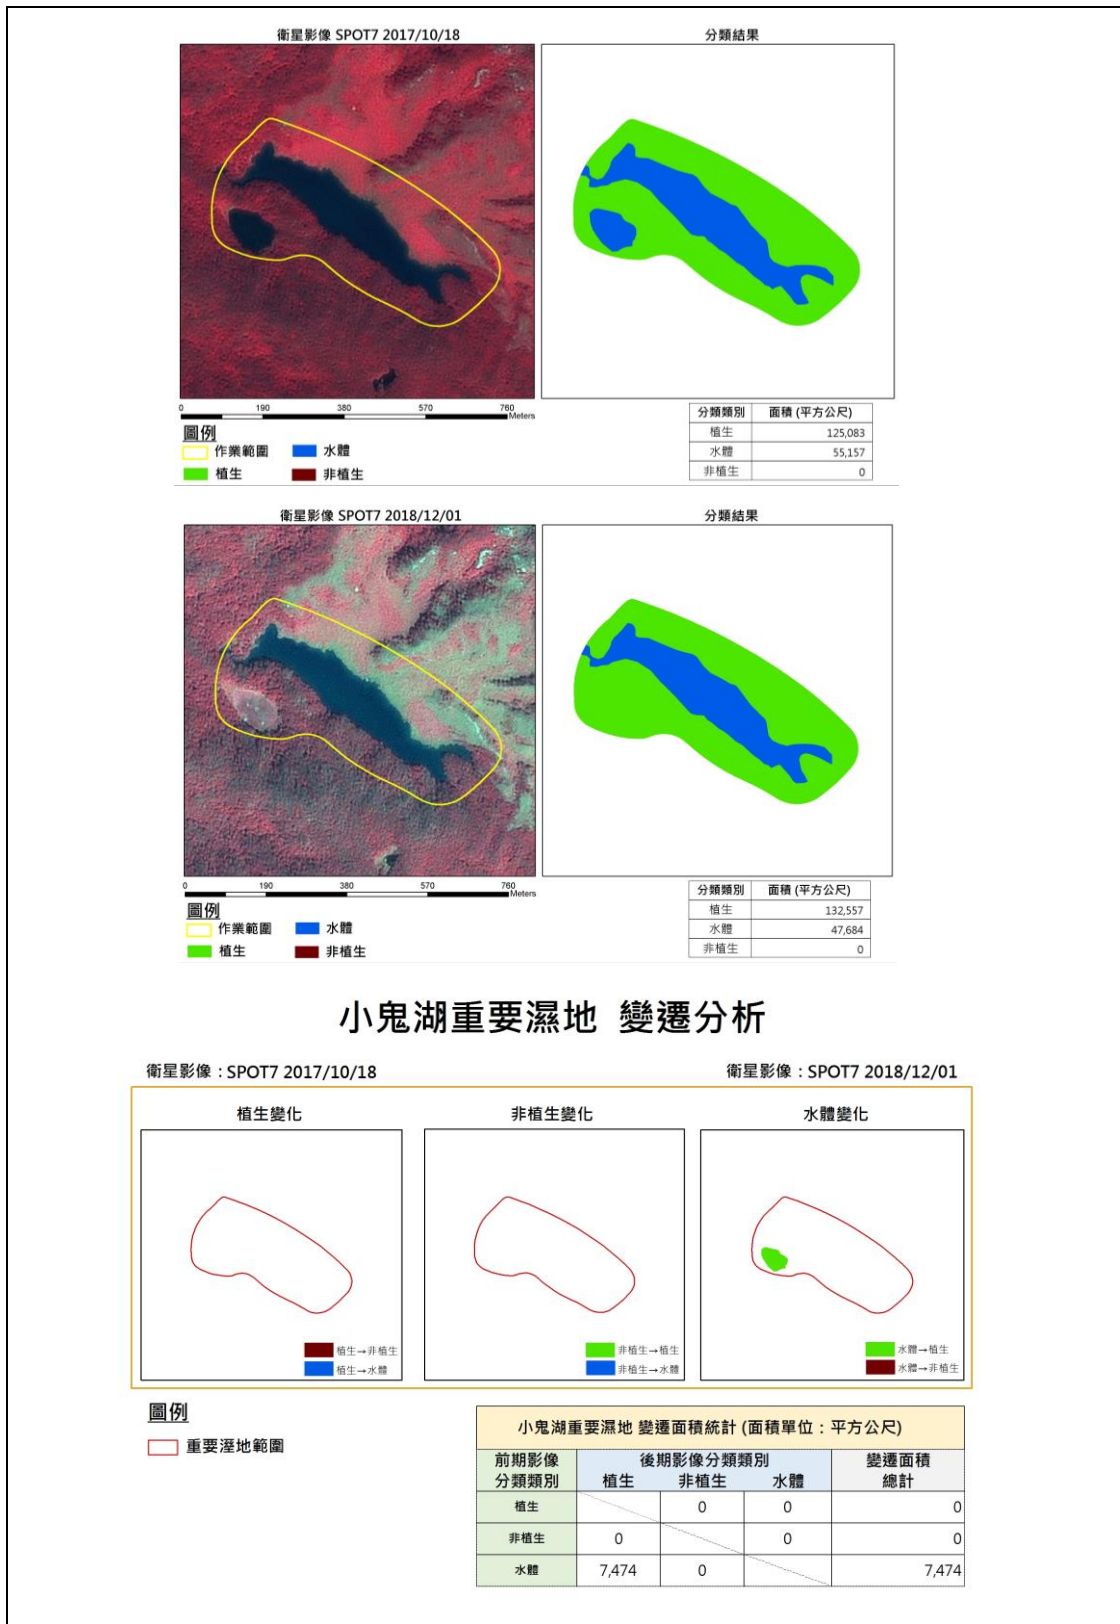 衛星影像 SPOT7 2017/10/18
分類結果
0 190 380 570 760
Meters
圖例
作業範圍 水體
植生 非植生
分類類別 面積 (平方公尺)
植生 125,083
水體 55,157
非植生 0
衛星影像 SPOT7 2018/12/01
分類結果
0 190 380 570 760
Meters
圖例
作業範圍 水體
植生 非植生
分類類別 面積 (平方公尺)
植生 132,557
水體 47,684
非植生 0
小鬼湖重要濕地 變遷分析
衛星影像：SPOT7 2017/10/18
衛星影像：SPOT7 2018/12/01
植生變化
非植生變化
水體變化
植生→非植生
植生→水體
非植生→植生
非植生→水體
水體→植生
水體→非植生
圖例
重要溼地範圍
小鬼湖重要濕地 變遷面積統計 (面積單位：平方公尺)
前期影像 後期影像分類類別 變遷面積
分類類別 植生 非植生 水體 總計
植生 0 0 0
非植生 0 0 0
水體 7,474 0 7,474